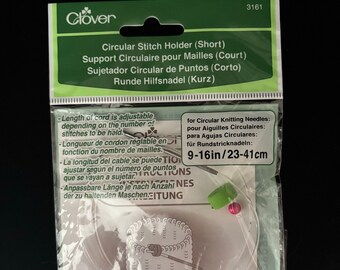 Clover
3161
Circular Stitch Holder (Short)
Support Circulaire pour Mailles (Court)
Sujetador Circular de Puntos (Corto)
Runde Hilfsnadel (Kurz)
- Length of cord is adjustable
depending on the number of
stitches to be held.
- Longueur de cordon reglable en
fonction du nombre de mailles.
- La longitud del cable se puede
ajustar segun el numero de puntos
que se vayan a sujetar.
- Anpassbare Länge je nach Anzahl
der zu haltenden Maschen.
for Circular Knitting Needles:
pour Aiguilles Circulaires:
para Agujas Circulares:
für Rundstricknadeln:
9-16in/23-41cm